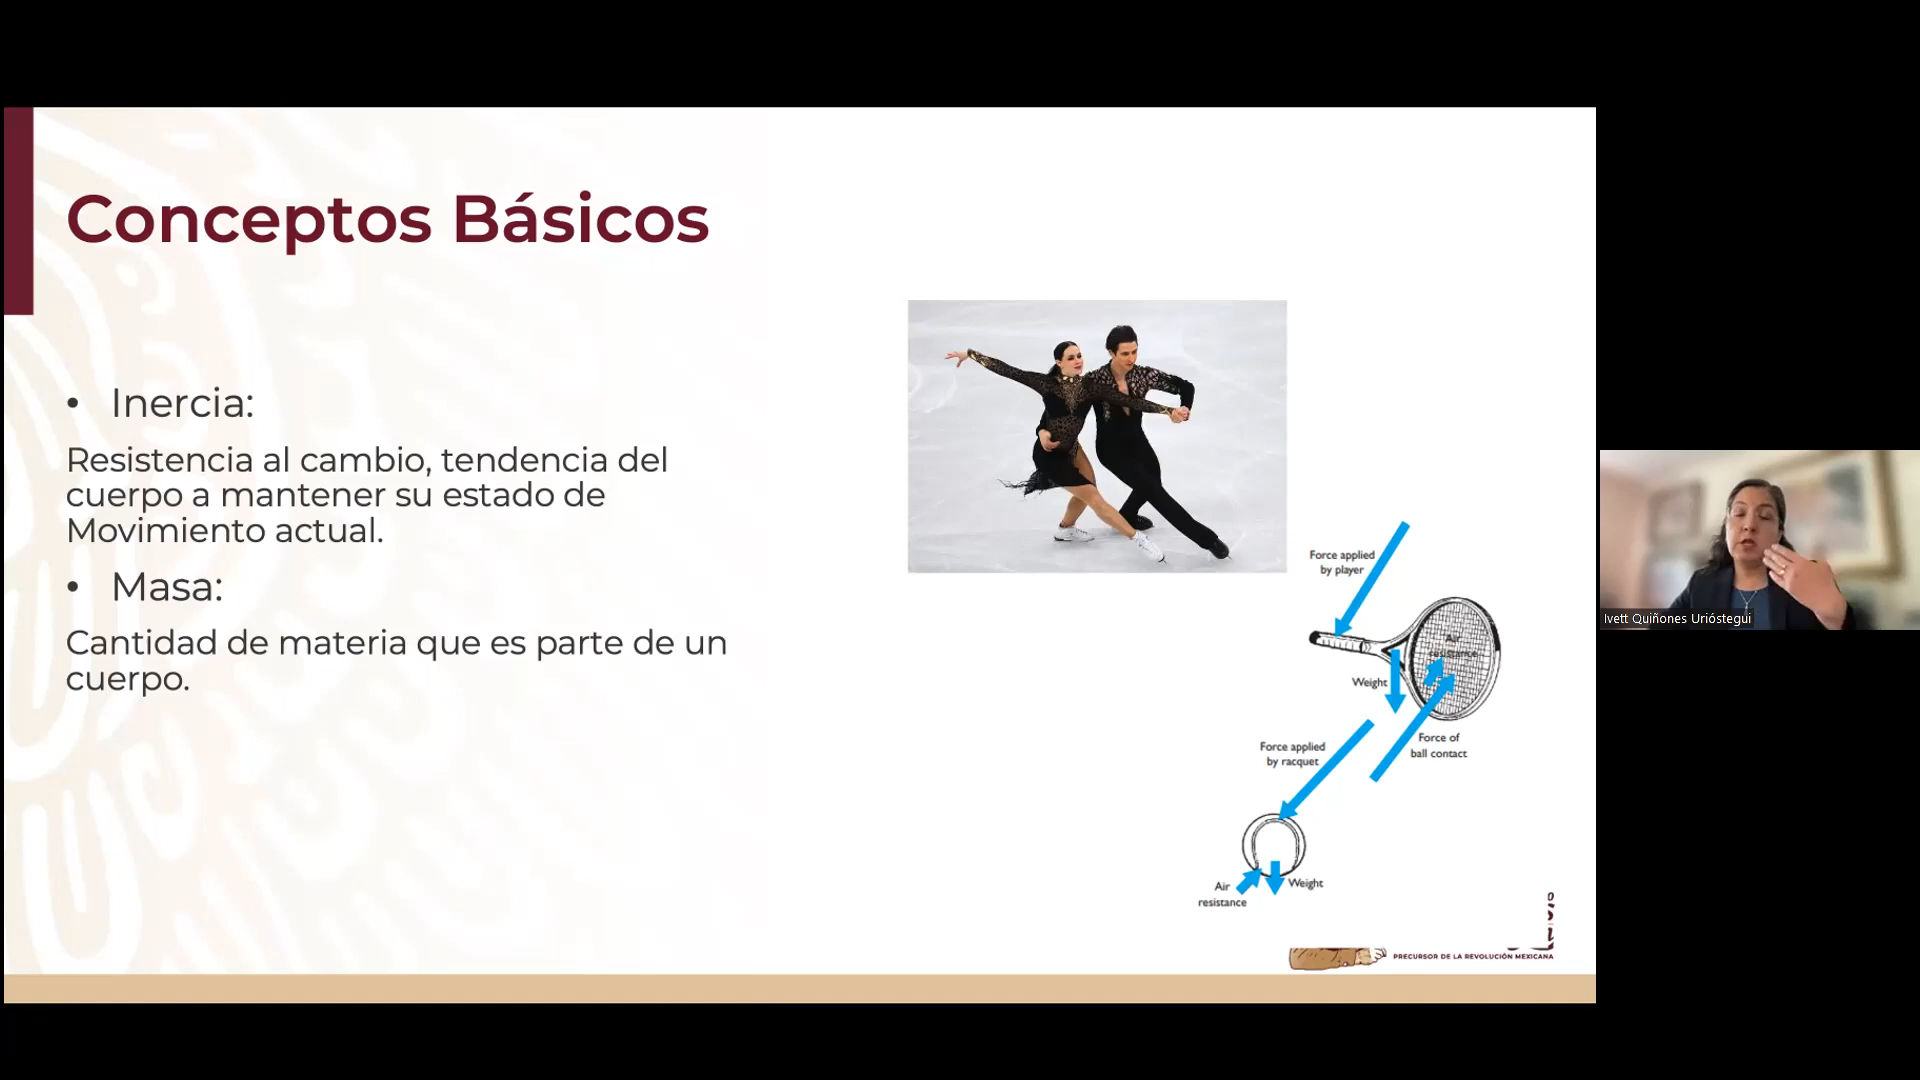 Conceptos Básicos
• Inercia:
Resistencia al cambio, tendencia del
cuerpo a mantener su estado de
Movimiento actual.
• Masa:
Cantidad de materia que es parte de un
cuerpo.
Force applied
by player
Air
resistance
Weight
Force of
ball contact
Force applied
by racquet
Air
resistance
Weight
PRECURSOR DE LA REVOLUCIÓN MEXICANA
Ivett Quiñones Urióstegui